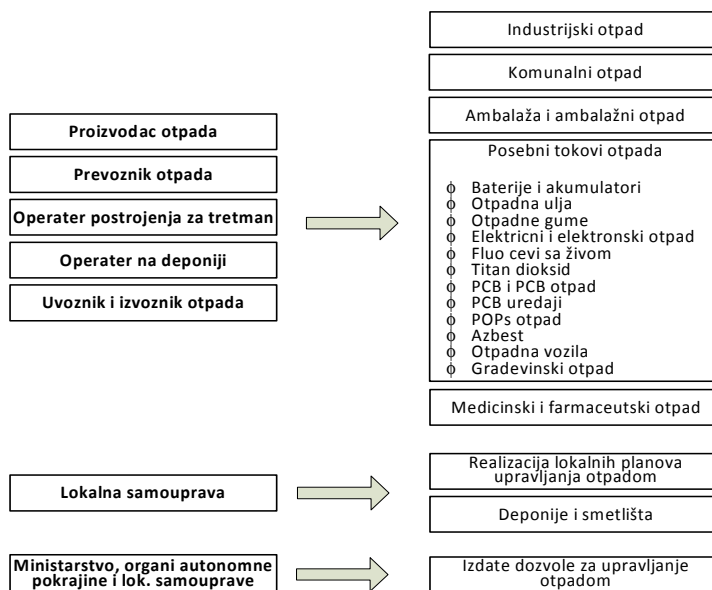 Industrijski otpad
Komunalni otpad
Ambalaža i ambalažni otpad
Proizvodac otpada
Prevoznik otpada
Operater postrojenja za tretman
Operater na deponiji
Uvoznik i izvoznik otpada
Posebni tokovi otpada
ϕ Baterije i akumulatori
ϕ Otpadna ulja
ϕ Otpadne gume
ϕ Elektricni i elektronski otpad
ϕ Fluo cevi sa živom
ϕ Titan dioksid
ϕ PCB i PCB otpad
ϕ PCB uredaji
ϕ POPs otpad
ϕ Azbest
ϕ Otpadna vozila
ϕ Gradevinski otpad
Medicinski i farmaceutski otpad
Lokalna samouprava
Realizacija lokalnih planova
upravljanja otpadom
Deponije i smetlišta
Ministarstvo, organi autonomne
pokrajine i lok. samouprave
Izdate dozvole za upravljanje
otpadom